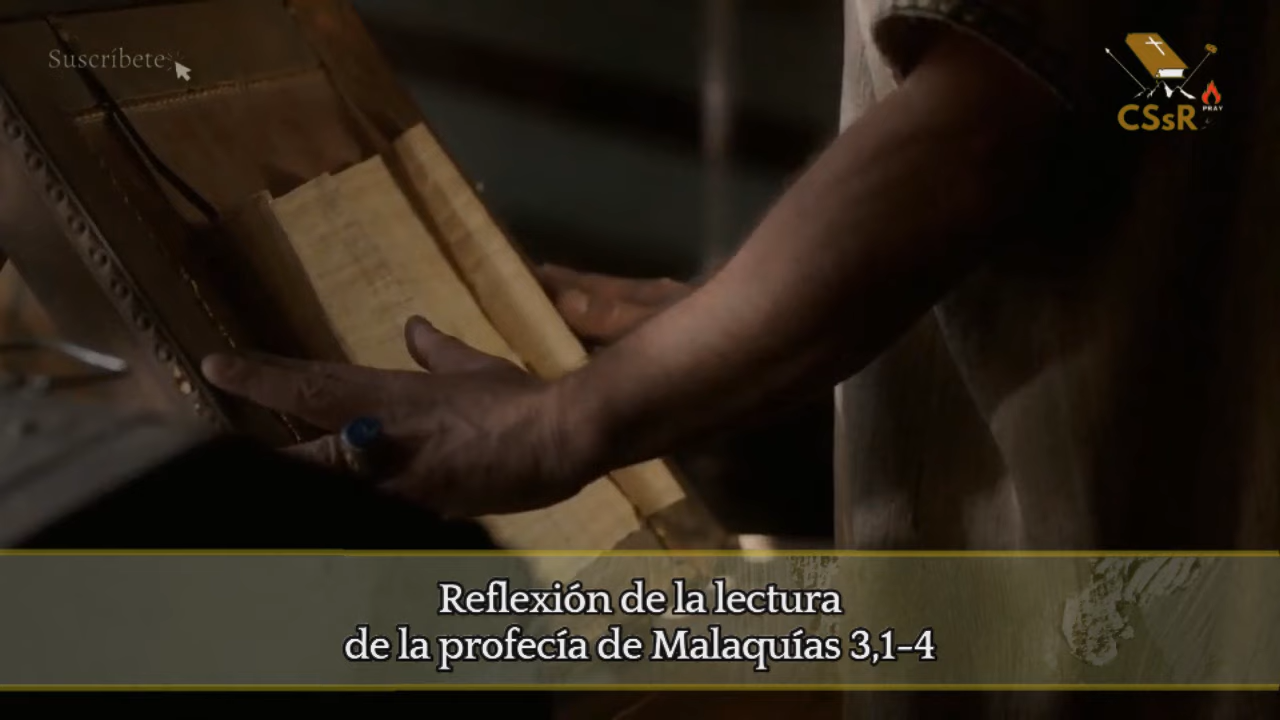 Suscríbete
CSsR
PRAY
Reflexión de la lectura
de la profecía de Malaquías 3,1-4